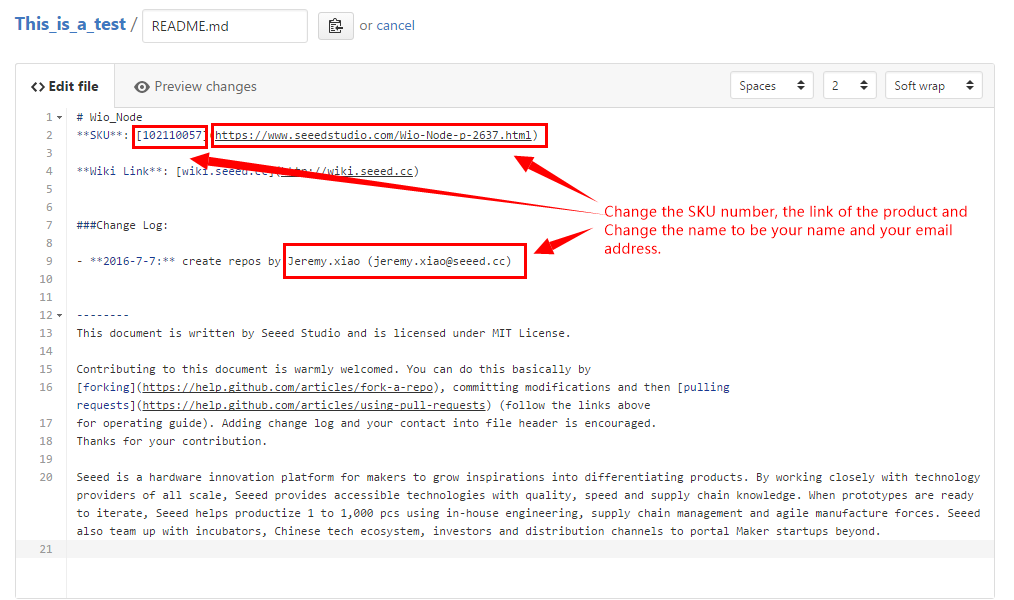 This_is_a_test / README.md or cancel
<> Edit file Preview changes Spaces 2 Soft wrap
1 # Wio_Node
2 **SKU**: [102110057](https://www.seeedstudio.com/Wio-Node-p-2637.html)
3
4 **Wiki Link**: [wiki.seeed.cc](http://wiki.seeed.cc)
5
6
7 ###Change Log:
8
9 - **2016-7-7:** create repos by Jeremy.xiao (jeremy.xiao@seeed.cc)
10
11
12 --------
13 This document is written by Seeed Studio and is licensed under MIT License.
14
15 Contributing to this document is warmly welcomed. You can do this basically by
16 [forking](https://help.github.com/articles/fork-a-repo), committing modifications and then [pulling
requests](https://help.github.com/articles/using-pull-requests) (follow the links above
17 for operating guide). Adding change log and your contact into file header is encouraged.
18 Thanks for your contribution.
19
20 Seeed is a hardware innovation platform for makers to grow inspirations into differentiating products. By working closely with technology
providers of all scale, Seeed provides accessible technologies with quality, speed and supply chain knowledge. When prototypes are ready
to iterate, Seeed helps productize 1 to 1,000 pcs using in-house engineering, supply chain management and agile manufacture forces. Seeed
also team up with incubators, Chinese tech ecosystem, investors and distribution channels to portal Maker startups beyond.
21
Change the SKU number, the link of the product and
Change the name to be your name and your email
address.